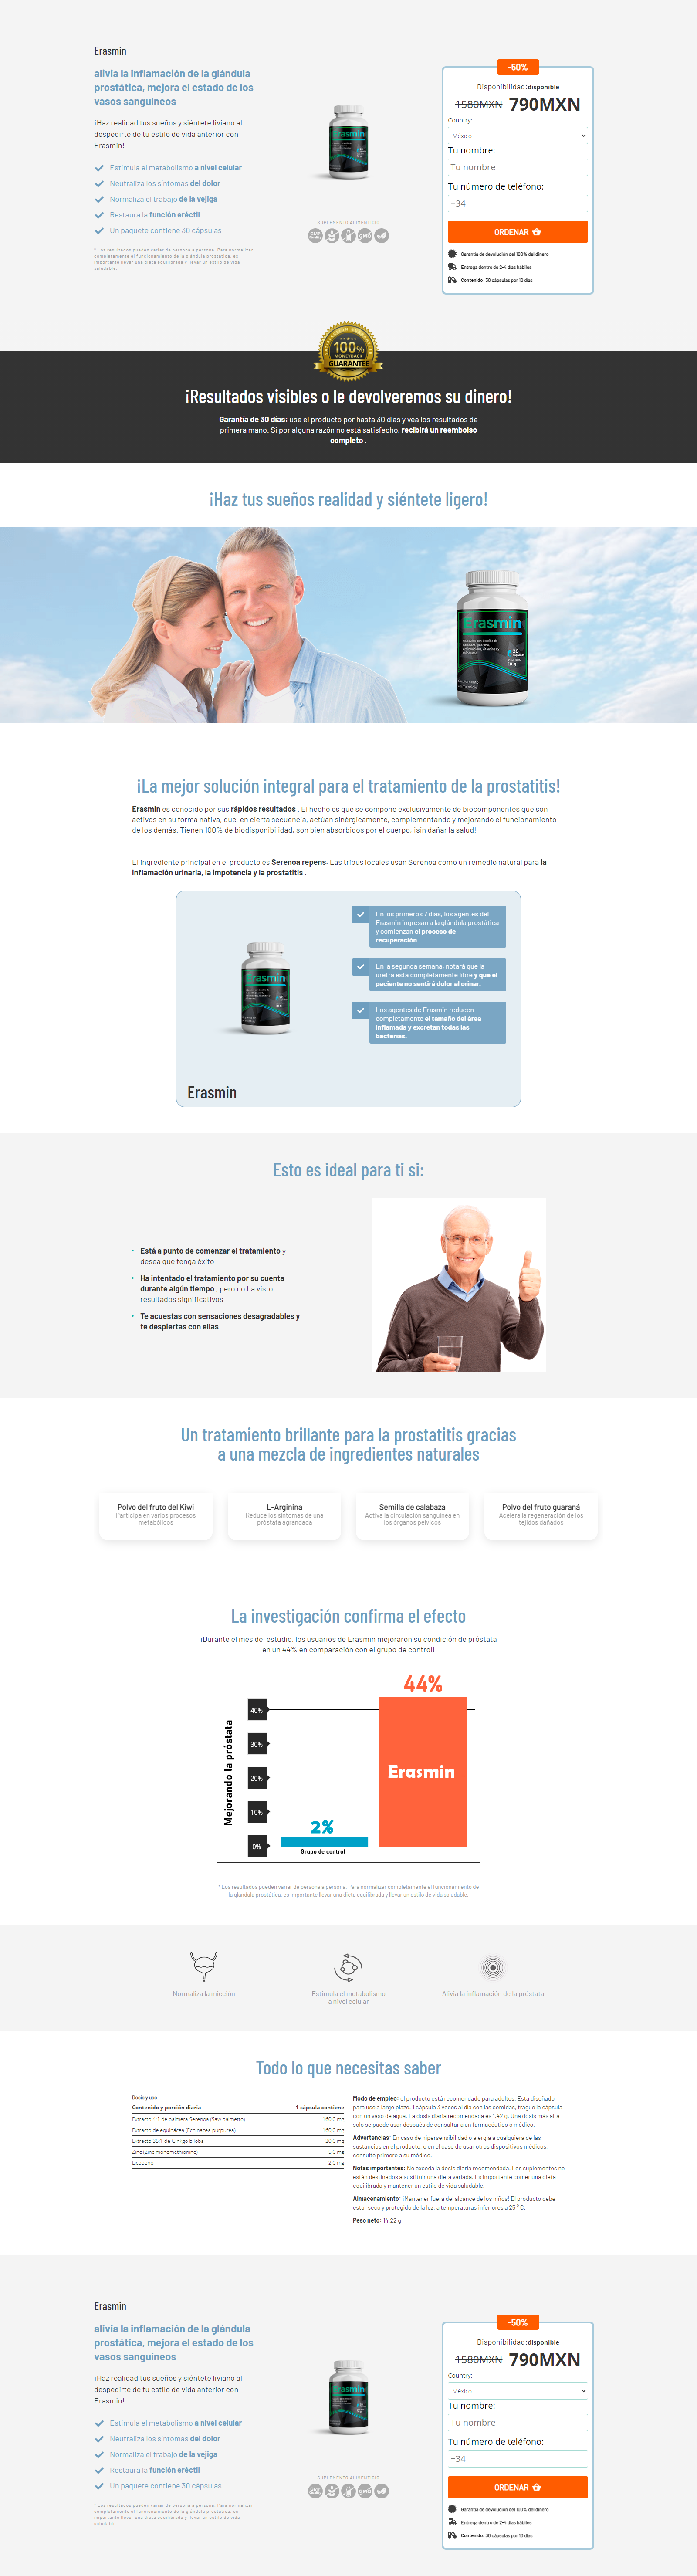 Erasmin
alivia la inflamación de la glándula
prostática, mejora el estado de los
vasos sanguíneos
¡Haz realidad tus sueños y siéntete liviano al
despedirte de tu estilo de vida anterior con
Erasmin!
Estimula el metabolismo a nivel celular
Neutraliza los síntomas del dolor
Normaliza el trabajo de la vejiga
Restaura la función eréctil
Un paquete contiene 30 cápsulas
* Los resultados pueden variar de persona a persona. Para normalizar
completamente el funcionamiento de la glándula prostática, es
importante llevar una dieta equilibrada y llevar un estilo de vida
saludable.
Erasmin
SUPLEMENTO ALIMENTICIO
GMO
-50%
Disponibilidad: disponible
1580MXN 790MXN
Country:
México
Tu nombre:
Tu nombre
Tu número de teléfono:
+34
ORDENAR
Garantía de devolución del 100% del dinero
Entrega dentro de 2-4 días hábiles
Contenido: 30 cápsulas por 10 días
100%
MONEYBACK
GUARANTEE
¡Resultados visibles o le devolveremos su dinero!
Garantía de 30 días: use el producto por hasta 30 días y vea los resultados de
primera mano. Si por alguna razón no está satisfecho, recibirá un reembolso
completo .
¡Haz tus sueños realidad y siéntete ligero!
Erasmin
20
18 g
¡La mejor solución integral para el tratamiento de la prostatitis!
Erasmin es conocido por sus rápidos resultados . El hecho es que se compone exclusivamente de biocomponentes que son
activos en su forma nativa, que, en cierta secuencia, actúan sinérgicamente, complementando y mejorando el funcionamiento
de los demás. Tienen 100% de biodisponibilidad, son bien absorbidos por el cuerpo, ¡sin dañar la salud!
El ingrediente principal en el producto es Serenoa repens. Las tribus locales usan Serenoa como un remedio natural para la
inflamación urinaria, la impotencia y la prostatitis .
Erasmin
En los primeros 7 días, los agentes del
Erasmin ingresan a la glándula prostática
y comienzan el proceso de
recuperación.
En la segunda semana, notará que la
uretra está completamente libre y que el
paciente no sentirá dolor al orinar.
Los agentes de Erasmin reducen
completamente el tamaño del área
inflamada y excretan todas las
bacterias.
Erasmin
Esto es ideal para ti si:
Está a punto de comenzar el tratamiento y
desea que tenga éxito
Ha intentado el tratamiento por su cuenta
durante algún tiempo , pero no ha visto
resultados significativos
Te acuestas con sensaciones desagradables y
te despiertas con ellas
Un tratamiento brillante para la prostatitis gracias
a una mezcla de ingredientes naturales
Polvo del fruto del Kiwi
Participa en varios procesos
metabólicos
L-Arginina
Reduce los síntomas de una
próstata agrandada
Semilla de calabaza
Activa la circulación sanguínea en
los órganos pélvicos
Polvo del fruto guaraná
Acelera la regeneración de los
tejidos dañados
La investigación confirma el efecto
¡Durante el mes del estudio, los usuarios de Erasmin mejoraron su condición de próstata
en un 44% en comparación con el grupo de control!
44%
Mejorando la próstata
40%
30%
20%
10%
0%
2%
Grupo de control
Erasmin
* Los resultados pueden variar de persona a persona. Para normalizar completamente el funcionamiento de
la glándula prostática, es importante llevar una dieta equilibrada y llevar un estilo de vida saludable.
Normaliza la micción
Estimula el metabolismo
a nivel celular
Alivia la inflamación de la próstata
Todo lo que necesitas saber
Dosis y uso
Contenido y porción diaria 1 cápsula contiene
Extracto 4:1 de palmera Serenoa (Saw palmetto) 160.0 mg
Extracto de equinácea (Echinacea purpurea) 160.0 mg
Extracto 35:1 de Ginkgo biloba 20.0 mg
Zinc (Zinc monomethionine) 5.0 mg
Licopeno 2.0 mg
Modo de empleo: el producto está recomendado para adultos. Está diseñado
para uso a largo plazo. 1 cápsula 3 veces al día con las comidas, trague la cápsula
con un vaso de agua. La dosis diaria recomendada es 1.42 g. Una dosis más alta
solo se puede usar después de consultar a un farmacéutico o médico.
Advertencias: En caso de hipersensibilidad o alergia a cualquiera de las
sustancias en el producto, o en el caso de usar otros dispositivos médicos,
consulte primero a su médico.
Notas importantes: No exceda la dosis diaria recomendada. Los suplementos no
están destinados a sustituir una dieta variada. Es importante comer una dieta
equilibrada y mantener un estilo de vida saludable.
Almacenamiento: ¡Mantener fuera del alcance de los niños! El producto debe
estar seco y protegido de la luz, a temperaturas inferiores a 25 ° C.
Peso neto: 14,22 g
Erasmin
alivia la inflamación de la glándula
prostática, mejora el estado de los
vasos sanguíneos
¡Haz realidad tus sueños y siéntete liviano al
despedirte de tu estilo de vida anterior con
Erasmin!
Estimula el metabolismo a nivel celular
Neutraliza los síntomas del dolor
Normaliza el trabajo de la vejiga
Restaura la función eréctil
Un paquete contiene 30 cápsulas
* Los resultados pueden variar de persona a persona. Para normalizar
completamente el funcionamiento de la glándula prostática, es
importante llevar una dieta equilibrada y llevar un estilo de vida
saludable.
Erasmin
SUPLEMENTO ALIMENTICIO
GMO
-50%
Disponibilidad: disponible
1580MXN 790MXN
Country:
México
Tu nombre:
Tu nombre
Tu número de teléfono:
+34
ORDENAR
Garantía de devolución del 100% del dinero
Entrega dentro de 2-4 días hábiles
Contenido: 30 cápsulas por 10 días